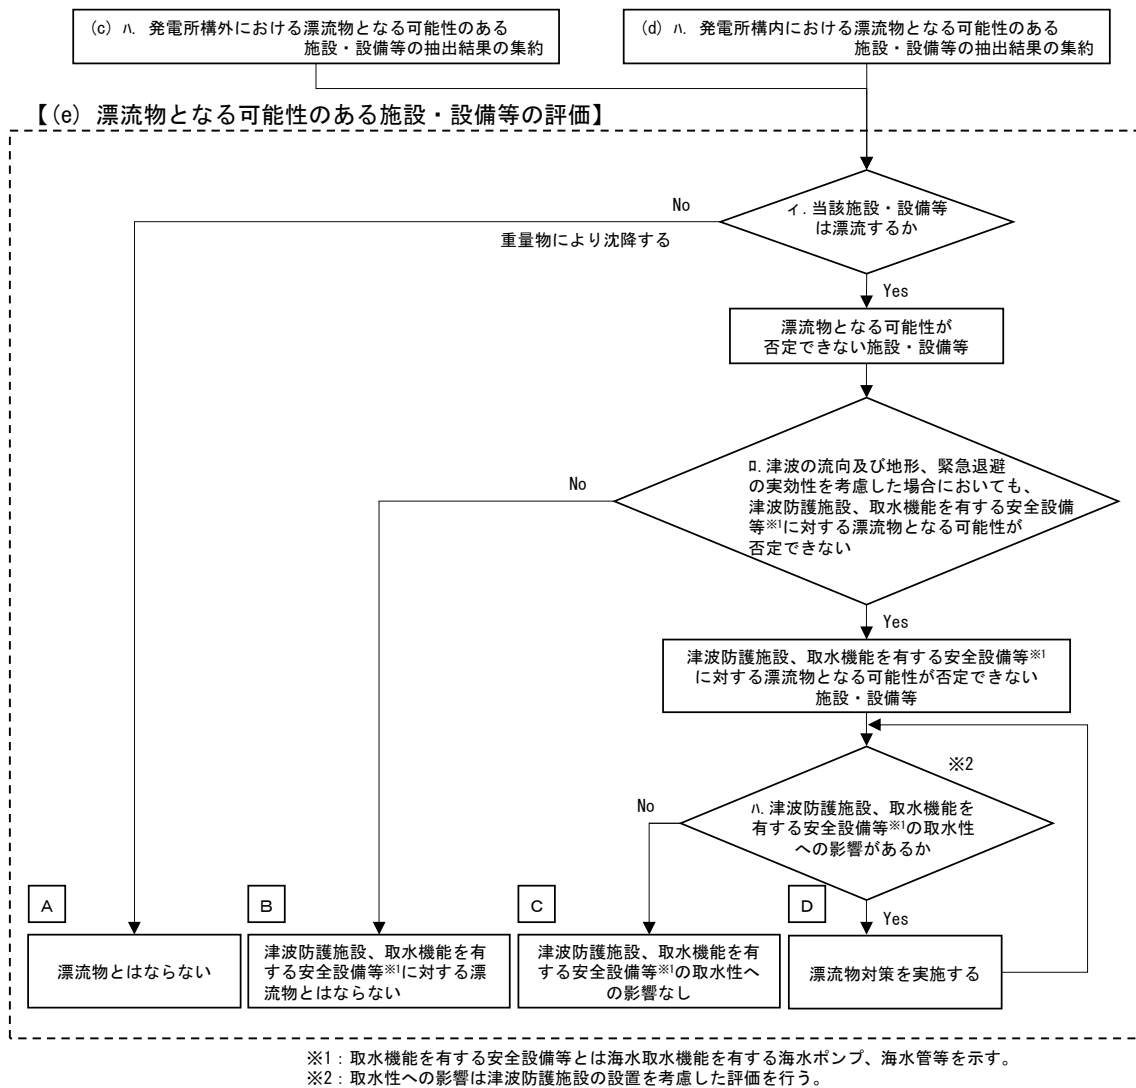 (c) ハ. 発電所構外における漂流物となる可能性のある
施設・設備等の抽出結果の集約
(d) ハ. 発電所構内における漂流物となる可能性のある
施設・設備等の抽出結果の集約
【(e) 漂流物となる可能性のある施設・設備等の評価】
イ. 当該施設・設備等
は漂流するか
No
重量物により沈降する
Yes
漂流物となる可能性が
否定できない施設・設備等
ロ. 津波の流向及び地形、緊急退避
の実効性を考慮した場合においても、
津波防護施設、取水機能を有する安全設備
等※1に対する漂流物となる可能性が
否定できない
No
Yes
津波防護施設、取水機能を有する安全設備等※1
に対する漂流物となる可能性が否定できない
施設・設備等
※2
ハ. 津波防護施設、取水機能を
有する安全設備等※1の取水性
への影響があるか
No
Yes
A
漂流物とはならない
B
津波防護施設、取水機能を有
する安全設備等※1に対する漂
流物とはならない
C
津波防護施設、取水機能を有
する安全設備等※1の取水性へ
の影響なし
D
漂流物対策を実施する
※1：取水機能を有する安全設備等とは海水取水機能を有する海水ポンプ、海水管等を示す。
※2：取水性への影響は津波防護施設の設置を考慮した評価を行う。